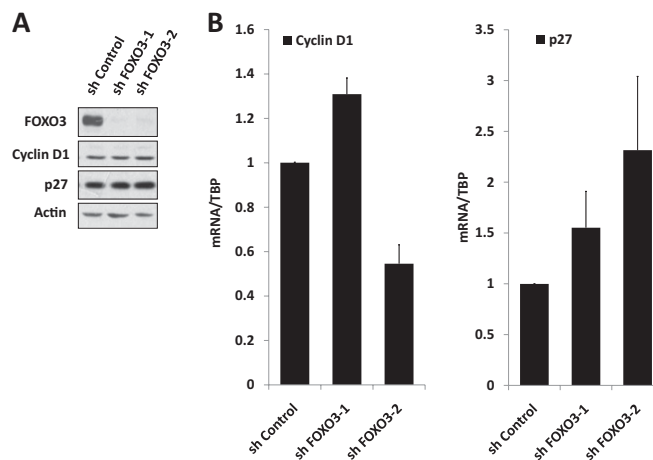 A
sh Control
sh FOXO3-1
sh FOXO3-2
FOXO3
Cyclin D1
p27
Actin
B
Cyclin D1
mRNA/TBP
1.6
1.4
1.2
1
0.8
0.6
0.4
0.2
0
sh Control
sh FOXO3-1
sh FOXO3-2
p27
mRNA/TBP
3.5
3
2.5
2
1.5
1
0.5
0
sh Control
sh FOXO3-1
sh FOXO3-2